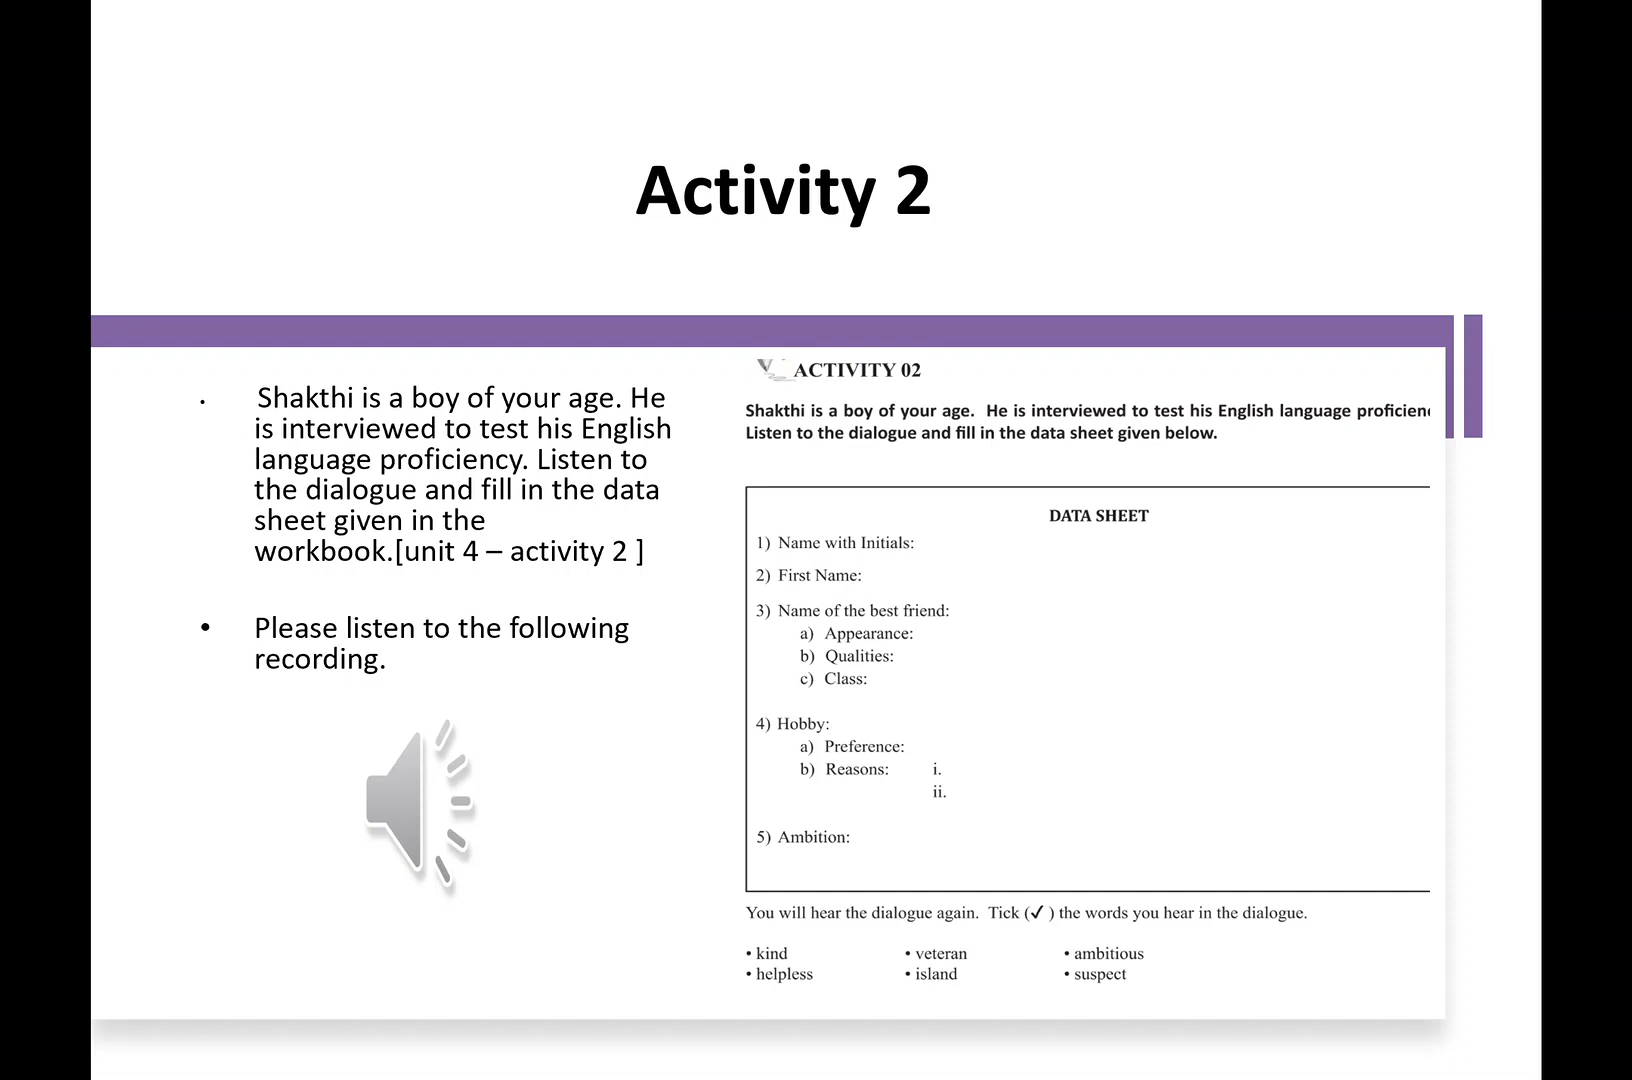 Activity 2
• Shakthi is a boy of your age. He
is interviewed to test his English
language proficiency. Listen to
the dialogue and fill in the data
sheet given in the
workbook.[unit 4 – activity 2 ]
• Please listen to the following
recording.
ACTIVITY 02
Shakthi is a boy of your age. He is interviewed to test his English language proficien
Listen to the dialogue and fill in the data sheet given below.
DATA SHEET
1) Name with Initials:
2) First Name:
3) Name of the best friend:
a) Appearance:
b) Qualities:
c) Class:
4) Hobby:
a) Preference:
b) Reasons: i.
ii.
5) Ambition:
You will hear the dialogue again. Tick (✓ ) the words you hear in the dialogue.
• kind • veteran • ambitious
• helpless • island • suspect